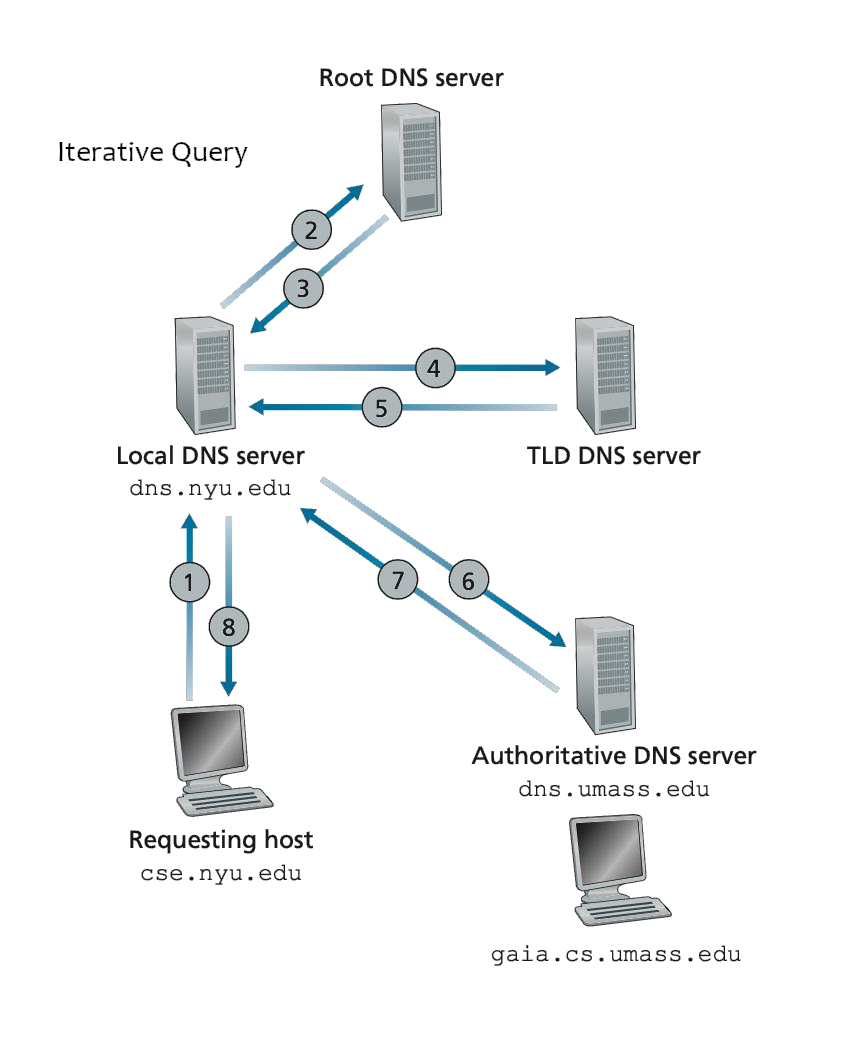 Root DNS server
Iterative Query
2
3
4
5
Local DNS server
dns.nyu.edu
TLD DNS server
1
8
7
6
Authoritative DNS server
dns.umass.edu
Requesting host
cse.nyu.edu
gaia.cs.umass.edu